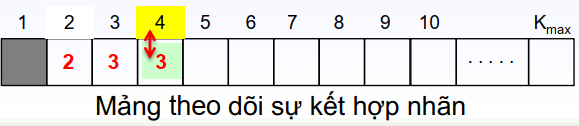 1 2 3 4 5 6 7 8 9 10 Kmax
2 3 3 .....
Mảng theo dõi sự kết hợp nhãn